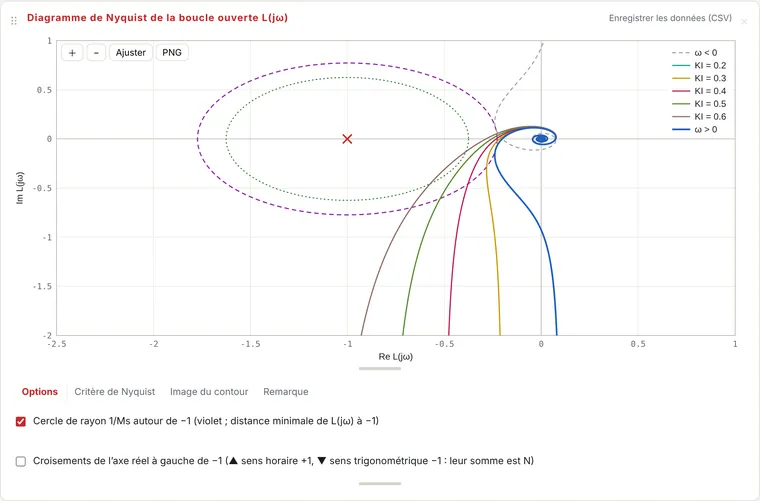 Diagramme de Nyquist de la boucle ouverte L(jω)
Enregistrer les données (CSV) ×
+ - Ajuster PNG
ω < 0
KI = 0.2
KI = 0.3
KI = 0.4
KI = 0.5
KI = 0.6
ω > 0
1
0.5
0
-0.5
-1
-1.5
-2
Im L(jω)
-2.5 -2 -1.5 -1 -0.5 0 0.5 1
Re L(jω)
Options Critère de Nyquist Image du contour Remarque
Cercle de rayon 1/Ms autour de −1 (violet ; distance minimale de L(jω) à −1)
Croisements de l’axe réel à gauche de −1 (▲ sens horaire +1, ▼ sens trigonométrique −1 : leur somme est N)